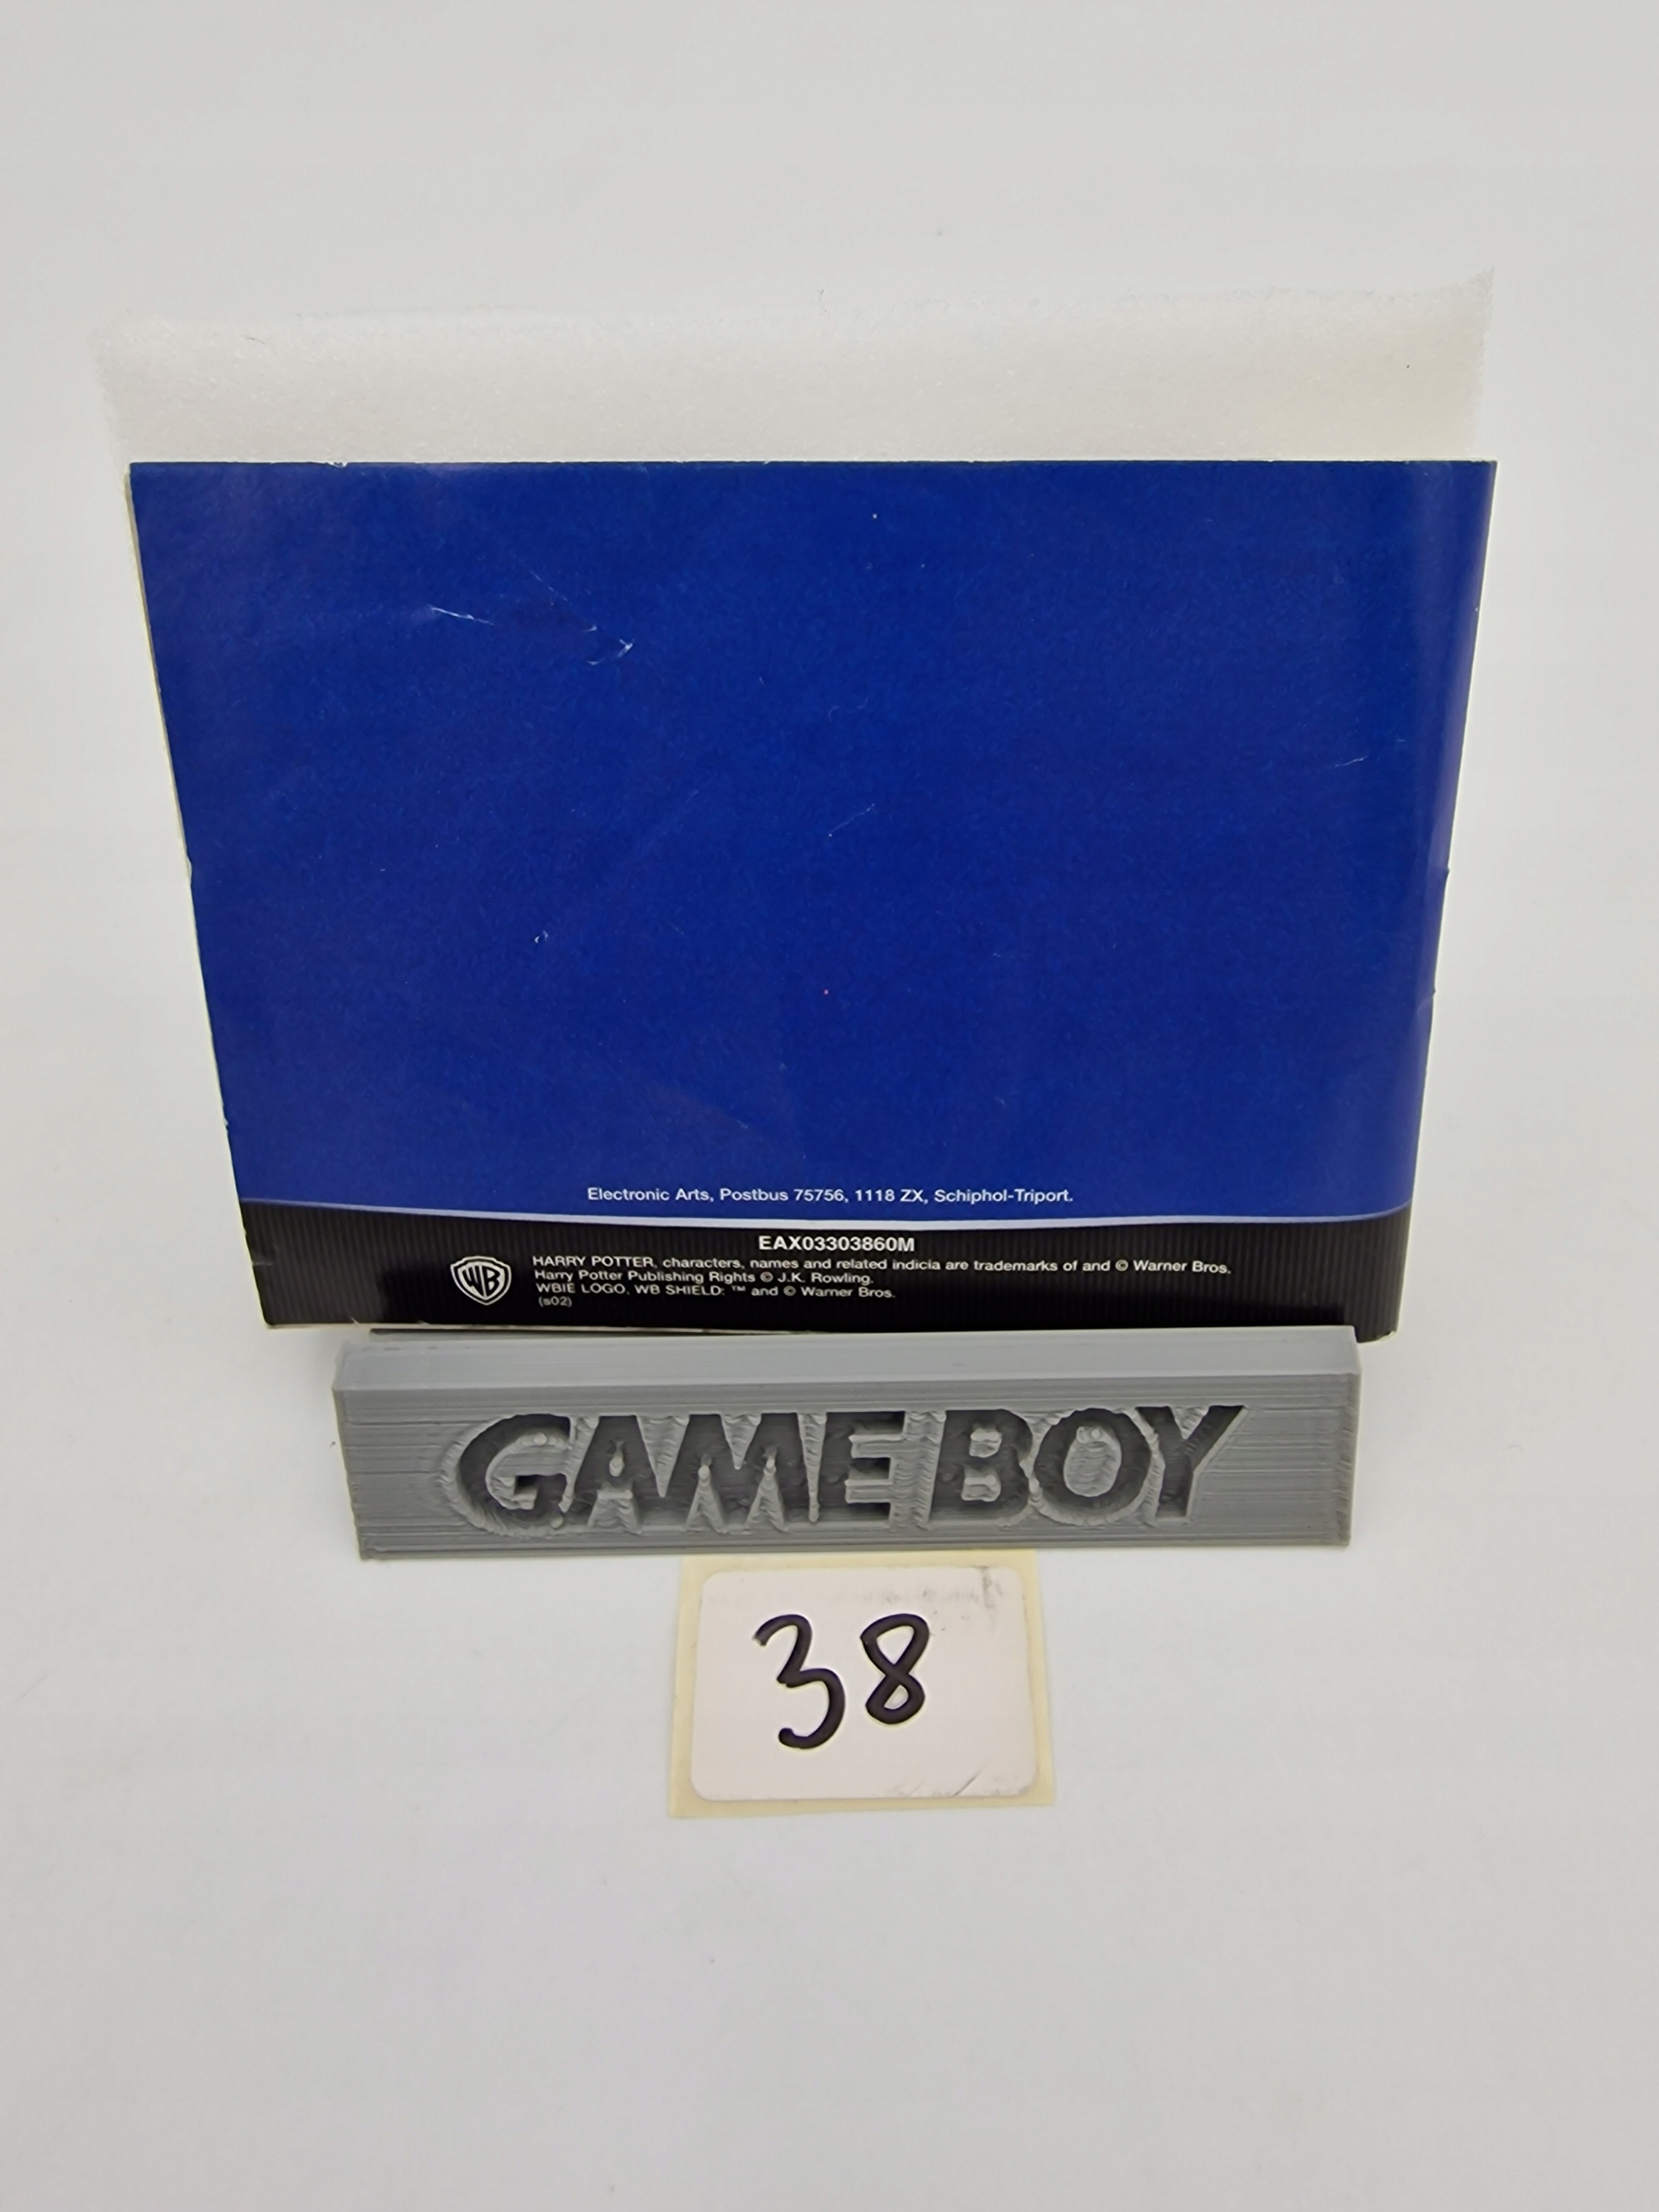 Electronic Arts, Postbus 75756, 1118 ZX, Schiphol-Triport.
EAX03303860M
WB
HARRY POTTER, characters, names and related indicia are trademarks of and © Warner Bros.
Harry Potter Publishing Rights © J.K. Rowling.
WBIE LOGO, WB SHIELD: ™ and © Warner Bros.
(s02)
GAME BOY
38